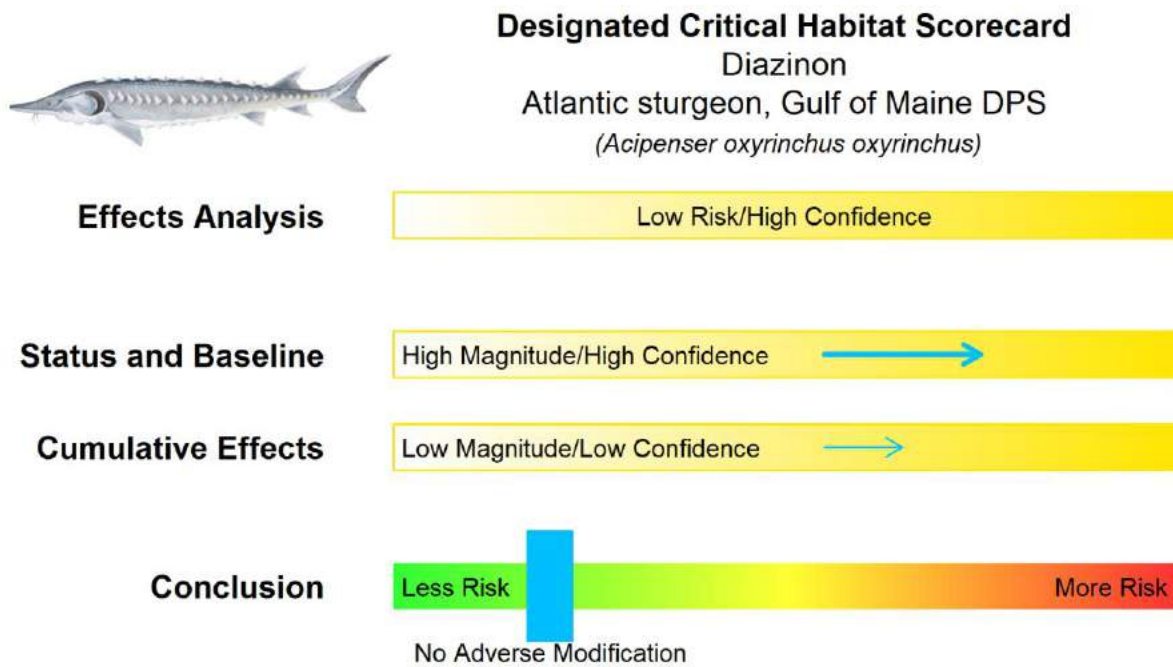 Designated Critical Habitat Scorecard
Diazinon
Atlantic sturgeon, Gulf of Maine DPS
(Acipenser oxyrinchus oxyrinchus)
Effects Analysis
Low Risk/High Confidence
Status and Baseline
High Magnitude/High Confidence
Cumulative Effects
Low Magnitude/Low Confidence
Conclusion
Less Risk
More Risk
No Adverse Modification